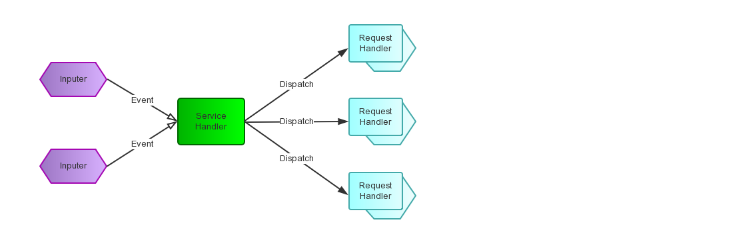 Inputer
Event
Inputer
Event
Service
Handler
Dispatch
Dispatch
Dispatch
Request
Handler
Request
Handler
Request
Handler